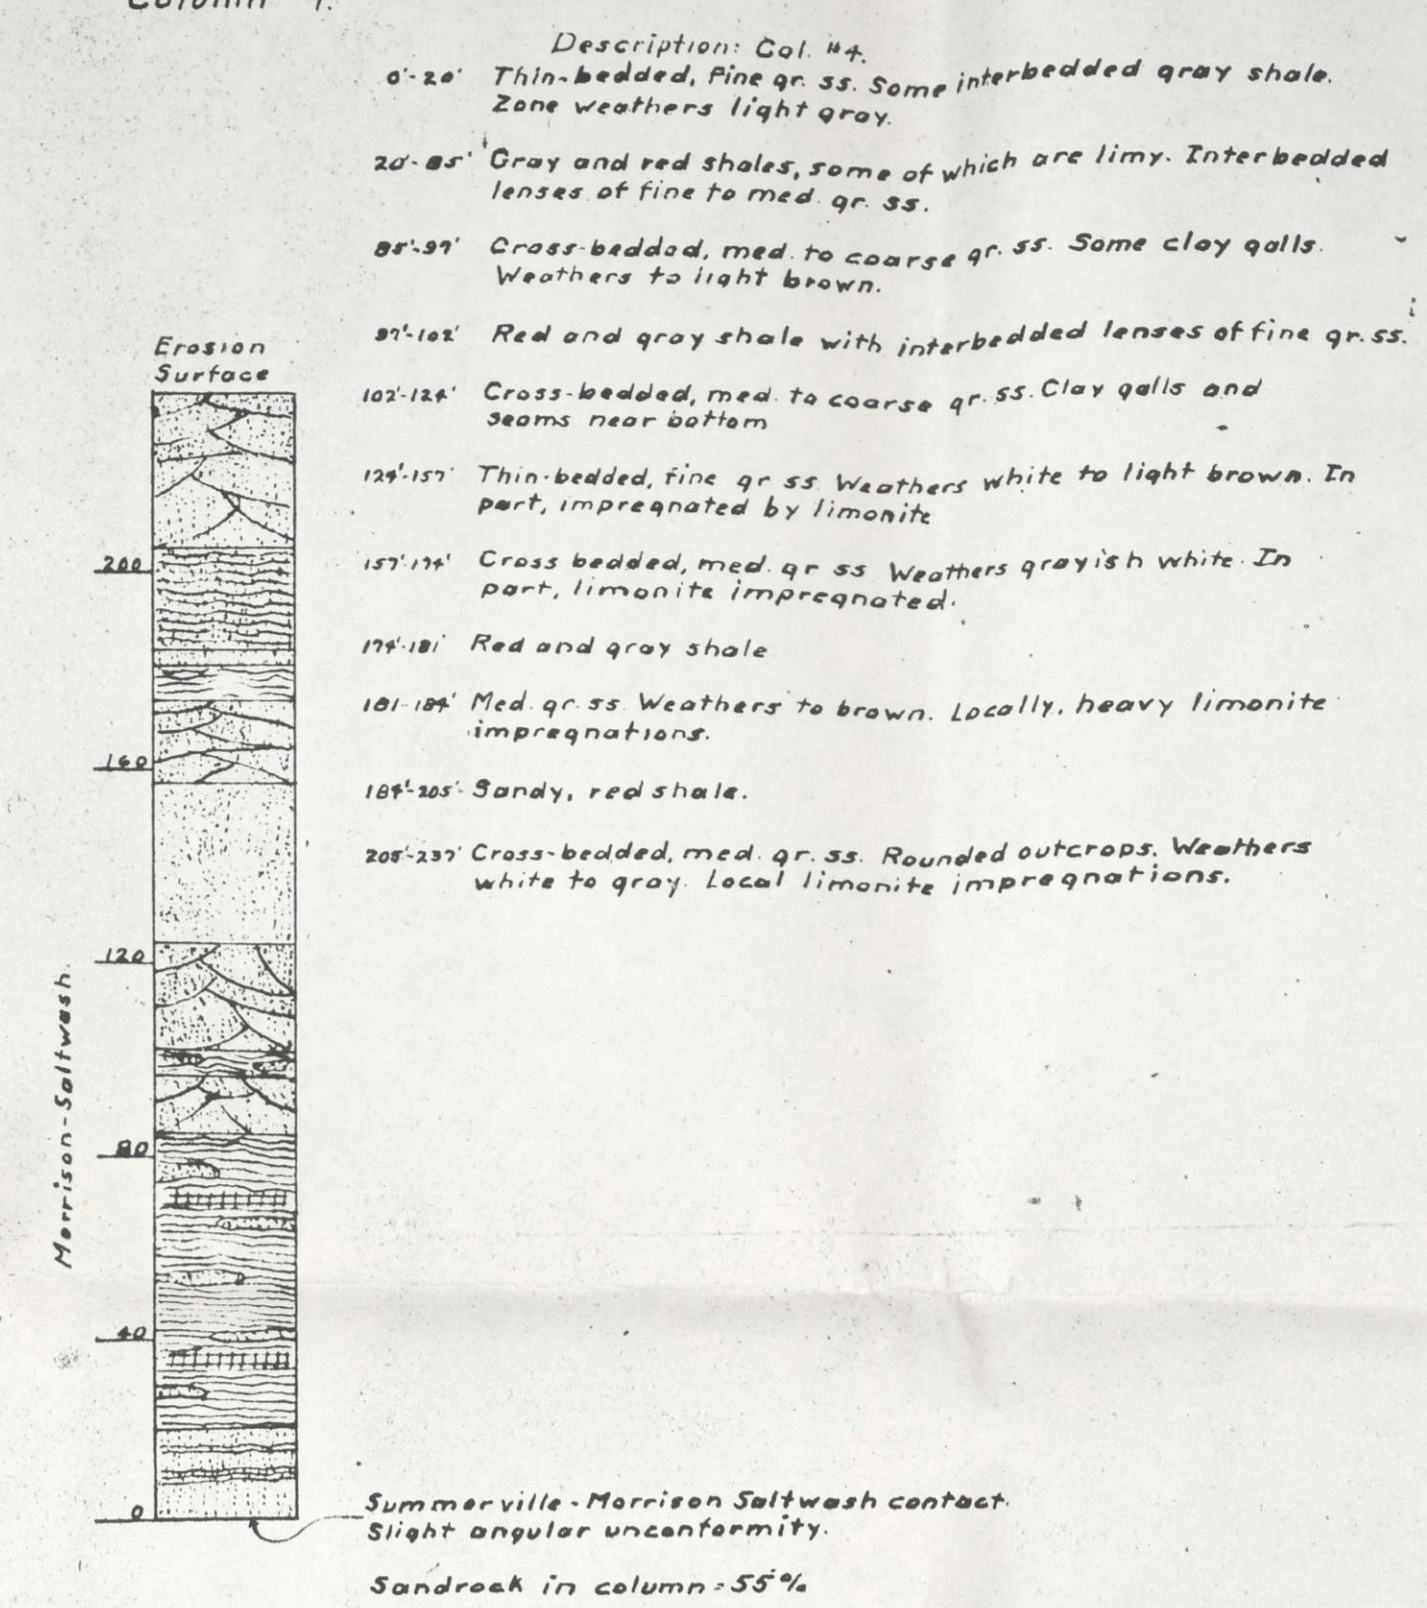 Column 4.
Description: Col. #4.
0'-20' Thin-bedded, fine gr. ss. Some interbedded gray shale.
Zone weathers light gray.
20'-85' Gray and red shales, some of which are limy. Interbedded
lenses of fine to med. gr. ss.
85'-97' Cross-bedded, med. to coarse gr. ss. Some clay galls.
Weathers to light brown.
97'-102' Red and gray shale with interbedded lenses of fine gr. ss.
Erosion
Surface
102'-124' Cross-bedded, med. to coarse gr. ss. Clay galls and
seams near bottom
124'-157' Thin-bedded, fine gr ss. Weathers white to light brown. In
part, impregnated by limonite
157'-174' Cross bedded, med. gr ss Weathers grayish white. In
part, limonite impregnated.
174'-181' Red and gray shale
181-184' Med. gr. ss. Weathers to brown. Locally, heavy limonite
impregnations.
184'-205' Sandy, red shale.
205'-237' Cross-bedded, med. gr. ss. Rounded outcrops. Weathers
white to gray. Local limonite impregnations.
200
160
120
80
40
0
Morrison-Saltwash
Summerville-Morrison Saltwash contact.
Slight angular unconformity.
Sandrock in column = 55%